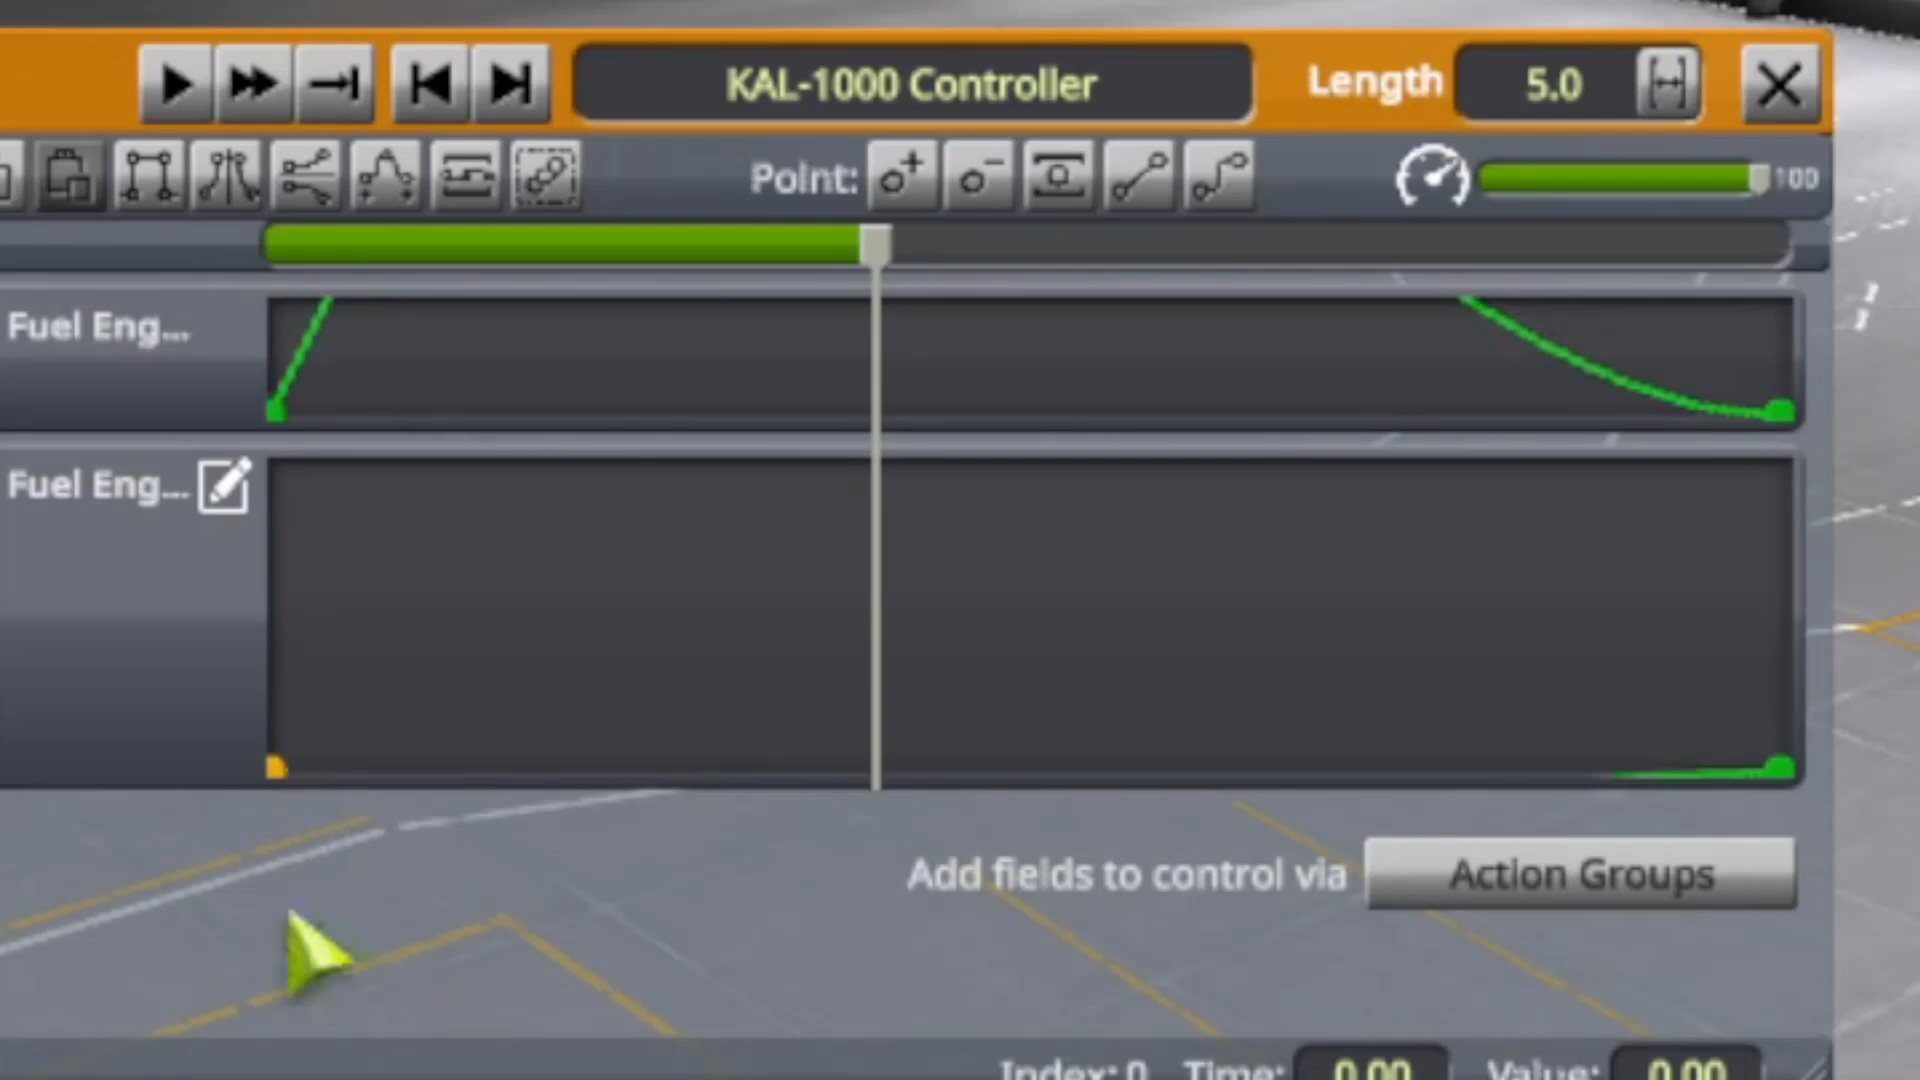 KAL-1000 Controller
Length 5.0
Point:
100
Fuel Eng...
Fuel Eng...
Add fields to control via Action Groups
Index: 0 Time: 0.00 Value: 0.00